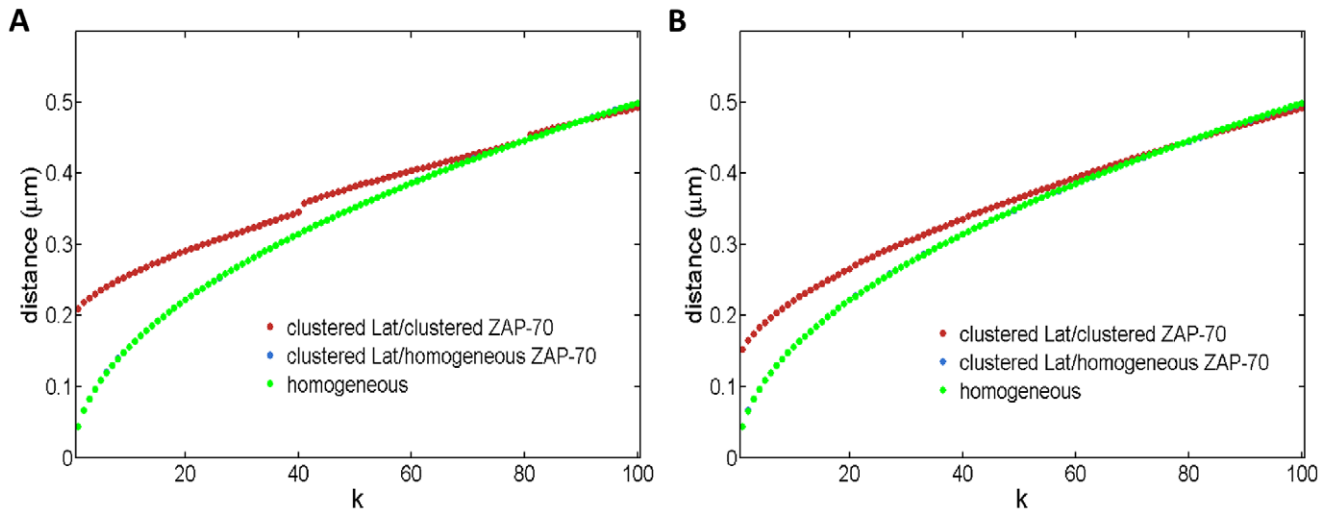 A
distance (μm)
0.5
0.4
0.3
0.2
0.1
0
20
40
60
80
100
k
clustered Lat/clustered ZAP-70
clustered Lat/homogeneous ZAP-70
homogeneous
B
distance (μm)
0.5
0.4
0.3
0.2
0.1
0
20
40
60
80
100
k
clustered Lat/clustered ZAP-70
clustered Lat/homogeneous ZAP-70
homogeneous